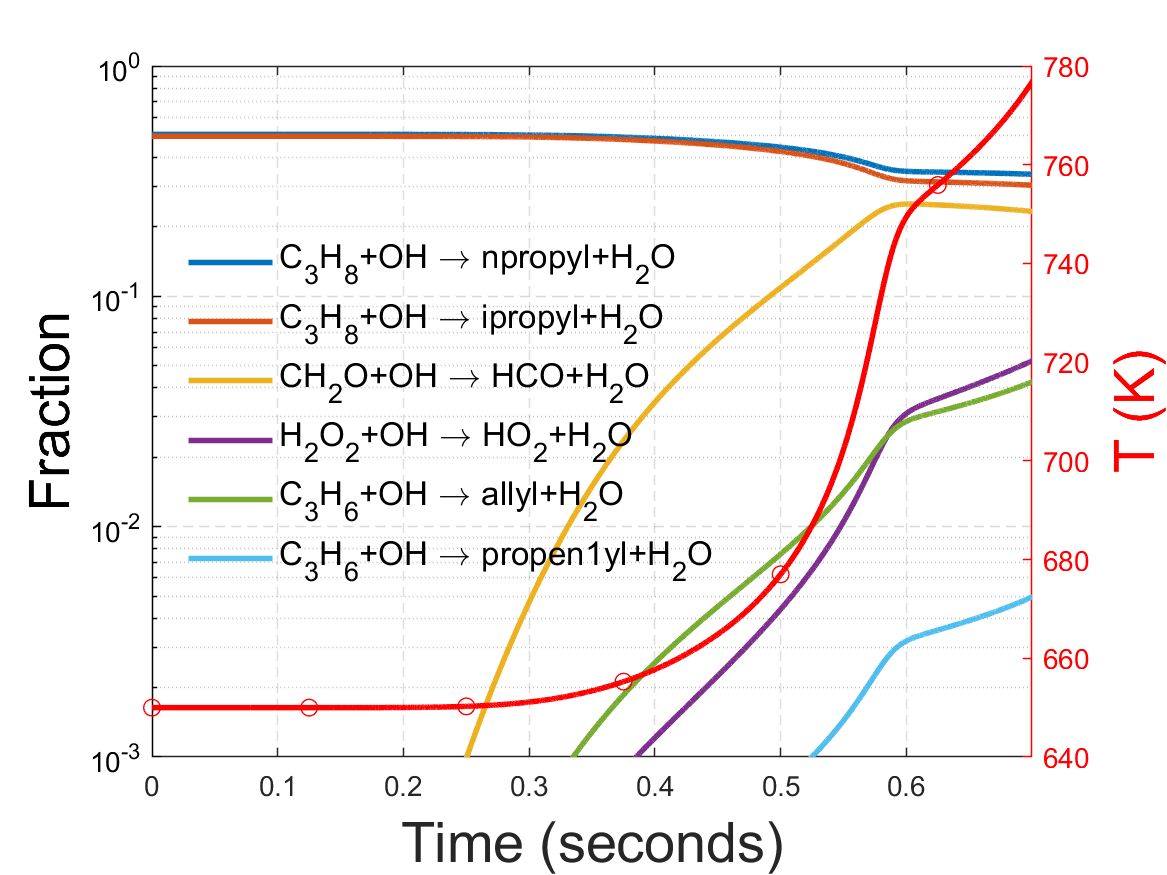 10⁰
10⁻¹
10⁻²
10⁻³
Fraction
780
760
740
720
700
680
660
640
T (K)
C₃H₈+OH → npropyl+H₂O
C₃H₈+OH → ipropyl+H₂O
CH₂O+OH → HCO+H₂O
H₂O₂+OH → HO₂+H₂O
C₃H₆+OH → allyl+H₂O
C₃H₆+OH → propen1yl+H₂O
0 0.1 0.2 0.3 0.4 0.5 0.6
Time (seconds)